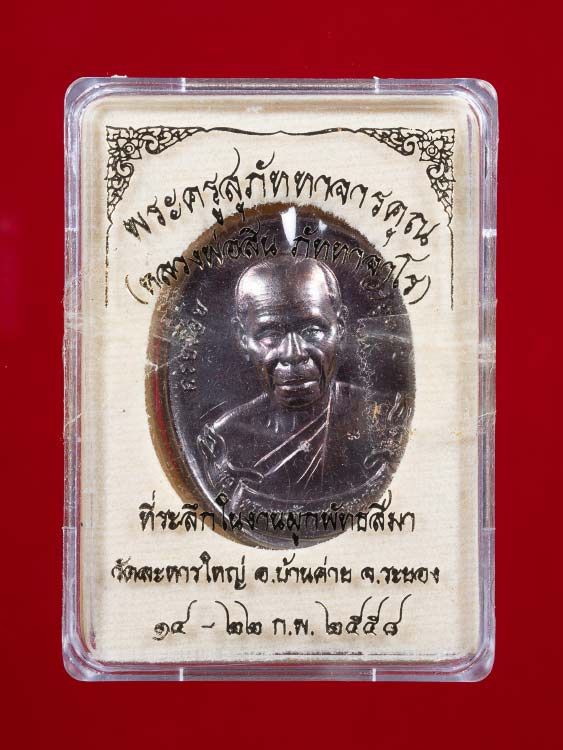 พระครูสุภัททาจารคุณ
(หลวงพ่อสิน ภัททาจาโร)
ที่ระลึกในงานผูกพัทธสีมา
วัดละหารใหญ่ อ.บ้านค่าย จ.ระยอง
๑๔ - ๒๒ ก.พ. ๒๕๕๘